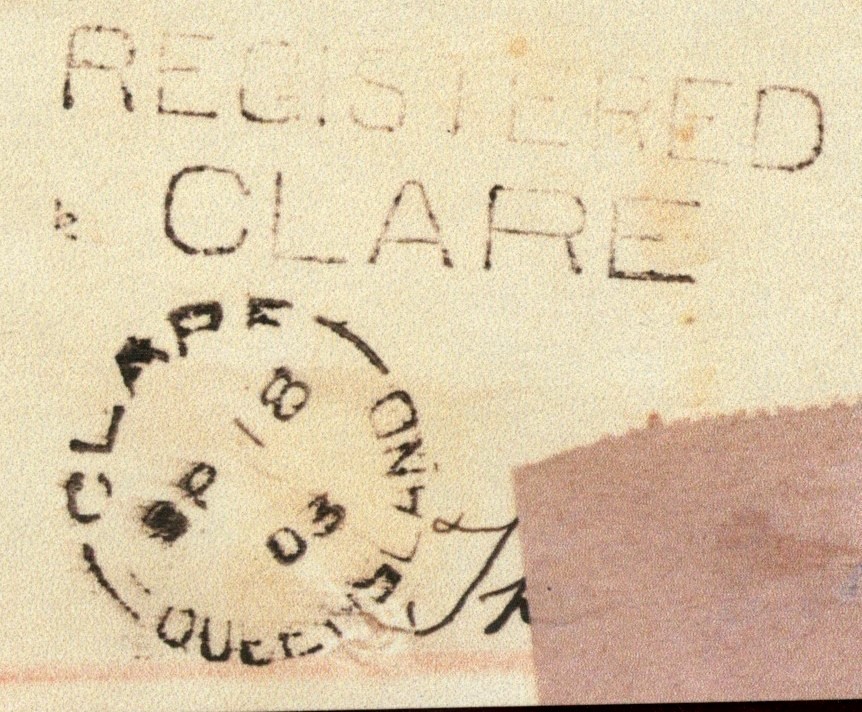 REGISTERED
CLARE
CLARE
18
SP
03
QUEENSLAND